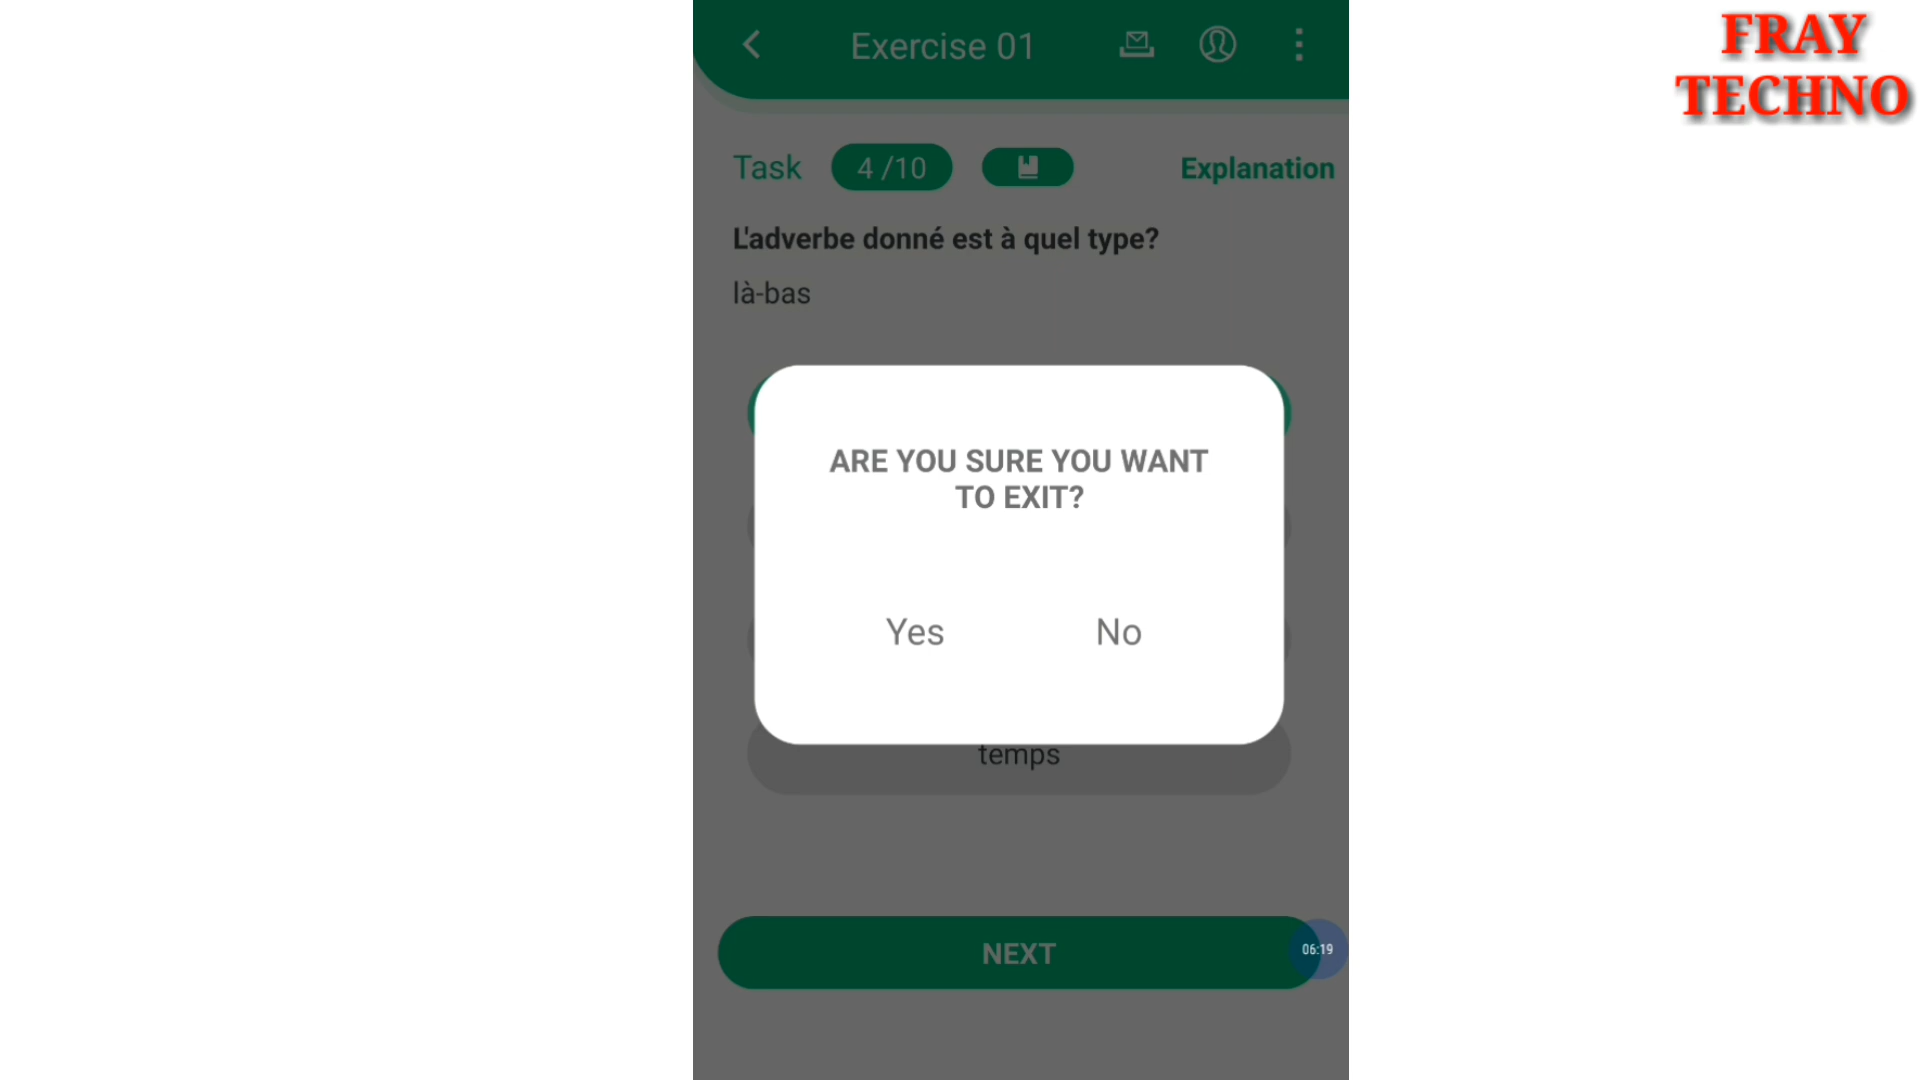 Exercise 01
FRAY
TECHNO
Task 4 /10 Explanation
L'adverbe donné est à quel type?
là-bas
ARE YOU SURE YOU WANT
TO EXIT?
Yes No
temps
NEXT
06:19